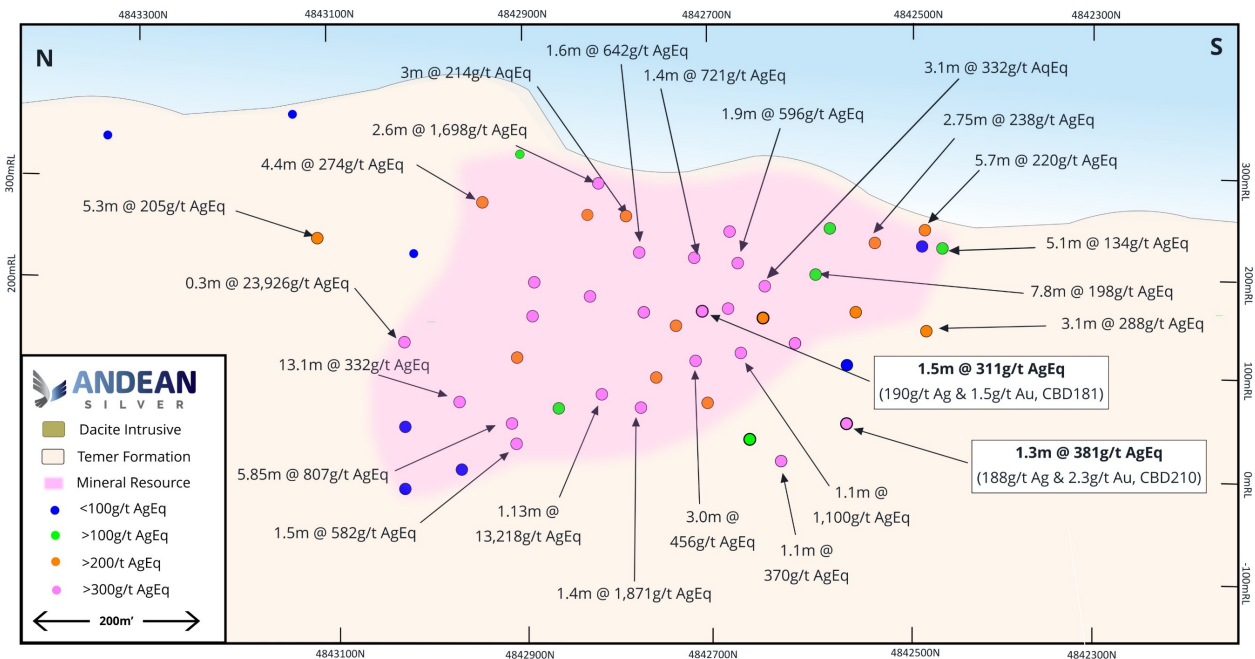 4843300N
4843100N
4842900N
4842700N
4842500N
4842300N
N
S
1.6m @ 642g/t AgEq
3m @ 214g/t AqEq
1.4m @ 721g/t AgEq
3.1m @ 332g/t AqEq
1.9m @ 596g/t AgEq
2.75m @ 238g/t AgEq
2.6m @ 1,698g/t AgEq
4.4m @ 274g/t AgEq
5.7m @ 220g/t AgEq
300mRL
300mRL
5.3m @ 205g/t AgEq
5.1m @ 134g/t AgEq
200mRL
200mRL
0.3m @ 23,926g/t AgEq
7.8m @ 198g/t AgEq
3.1m @ 288g/t AgEq
13.1m @ 332g/t AgEq
1.5m @ 311g/t AgEq
(190g/t Ag & 1.5g/t Au, CBD181)
100mRL
1.3m @ 381g/t AgEq
(188g/t Ag & 2.3g/t Au, CBD210)
0mRL
5.85m @ 807g/t AgEq
1.5m @ 582g/t AgEq
1.13m @
13,218g/t AgEq
3.0m @
456g/t AgEq
1.1m @
1,100g/t AgEq
1.1m @
370g/t AgEq
1.4m @ 1,871g/t AgEq
-100mRL
ANDEAN
SILVER
Dacite Intrusive
Temer Formation
Mineral Resource
<100g/t AgEq
>100g/t AgEq
>200/t AgEq
>300g/t AgEq
200m'
4843100N
4842900N
4842700N
4842500N
4842300N